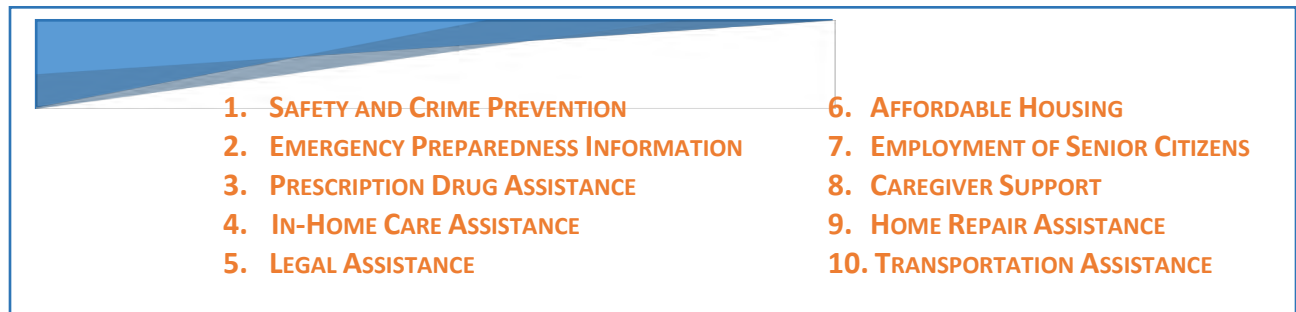 1. SAFETY AND CRIME PREVENTION
2. EMERGENCY PREPAREDNESS INFORMATION
3. PRESCRIPTION DRUG ASSISTANCE
4. IN-HOME CARE ASSISTANCE
5. LEGAL ASSISTANCE
6. AFFORDABLE HOUSING
7. EMPLOYMENT OF SENIOR CITIZENS
8. CAREGIVER SUPPORT
9. HOME REPAIR ASSISTANCE
10. TRANSPORTATION ASSISTANCE